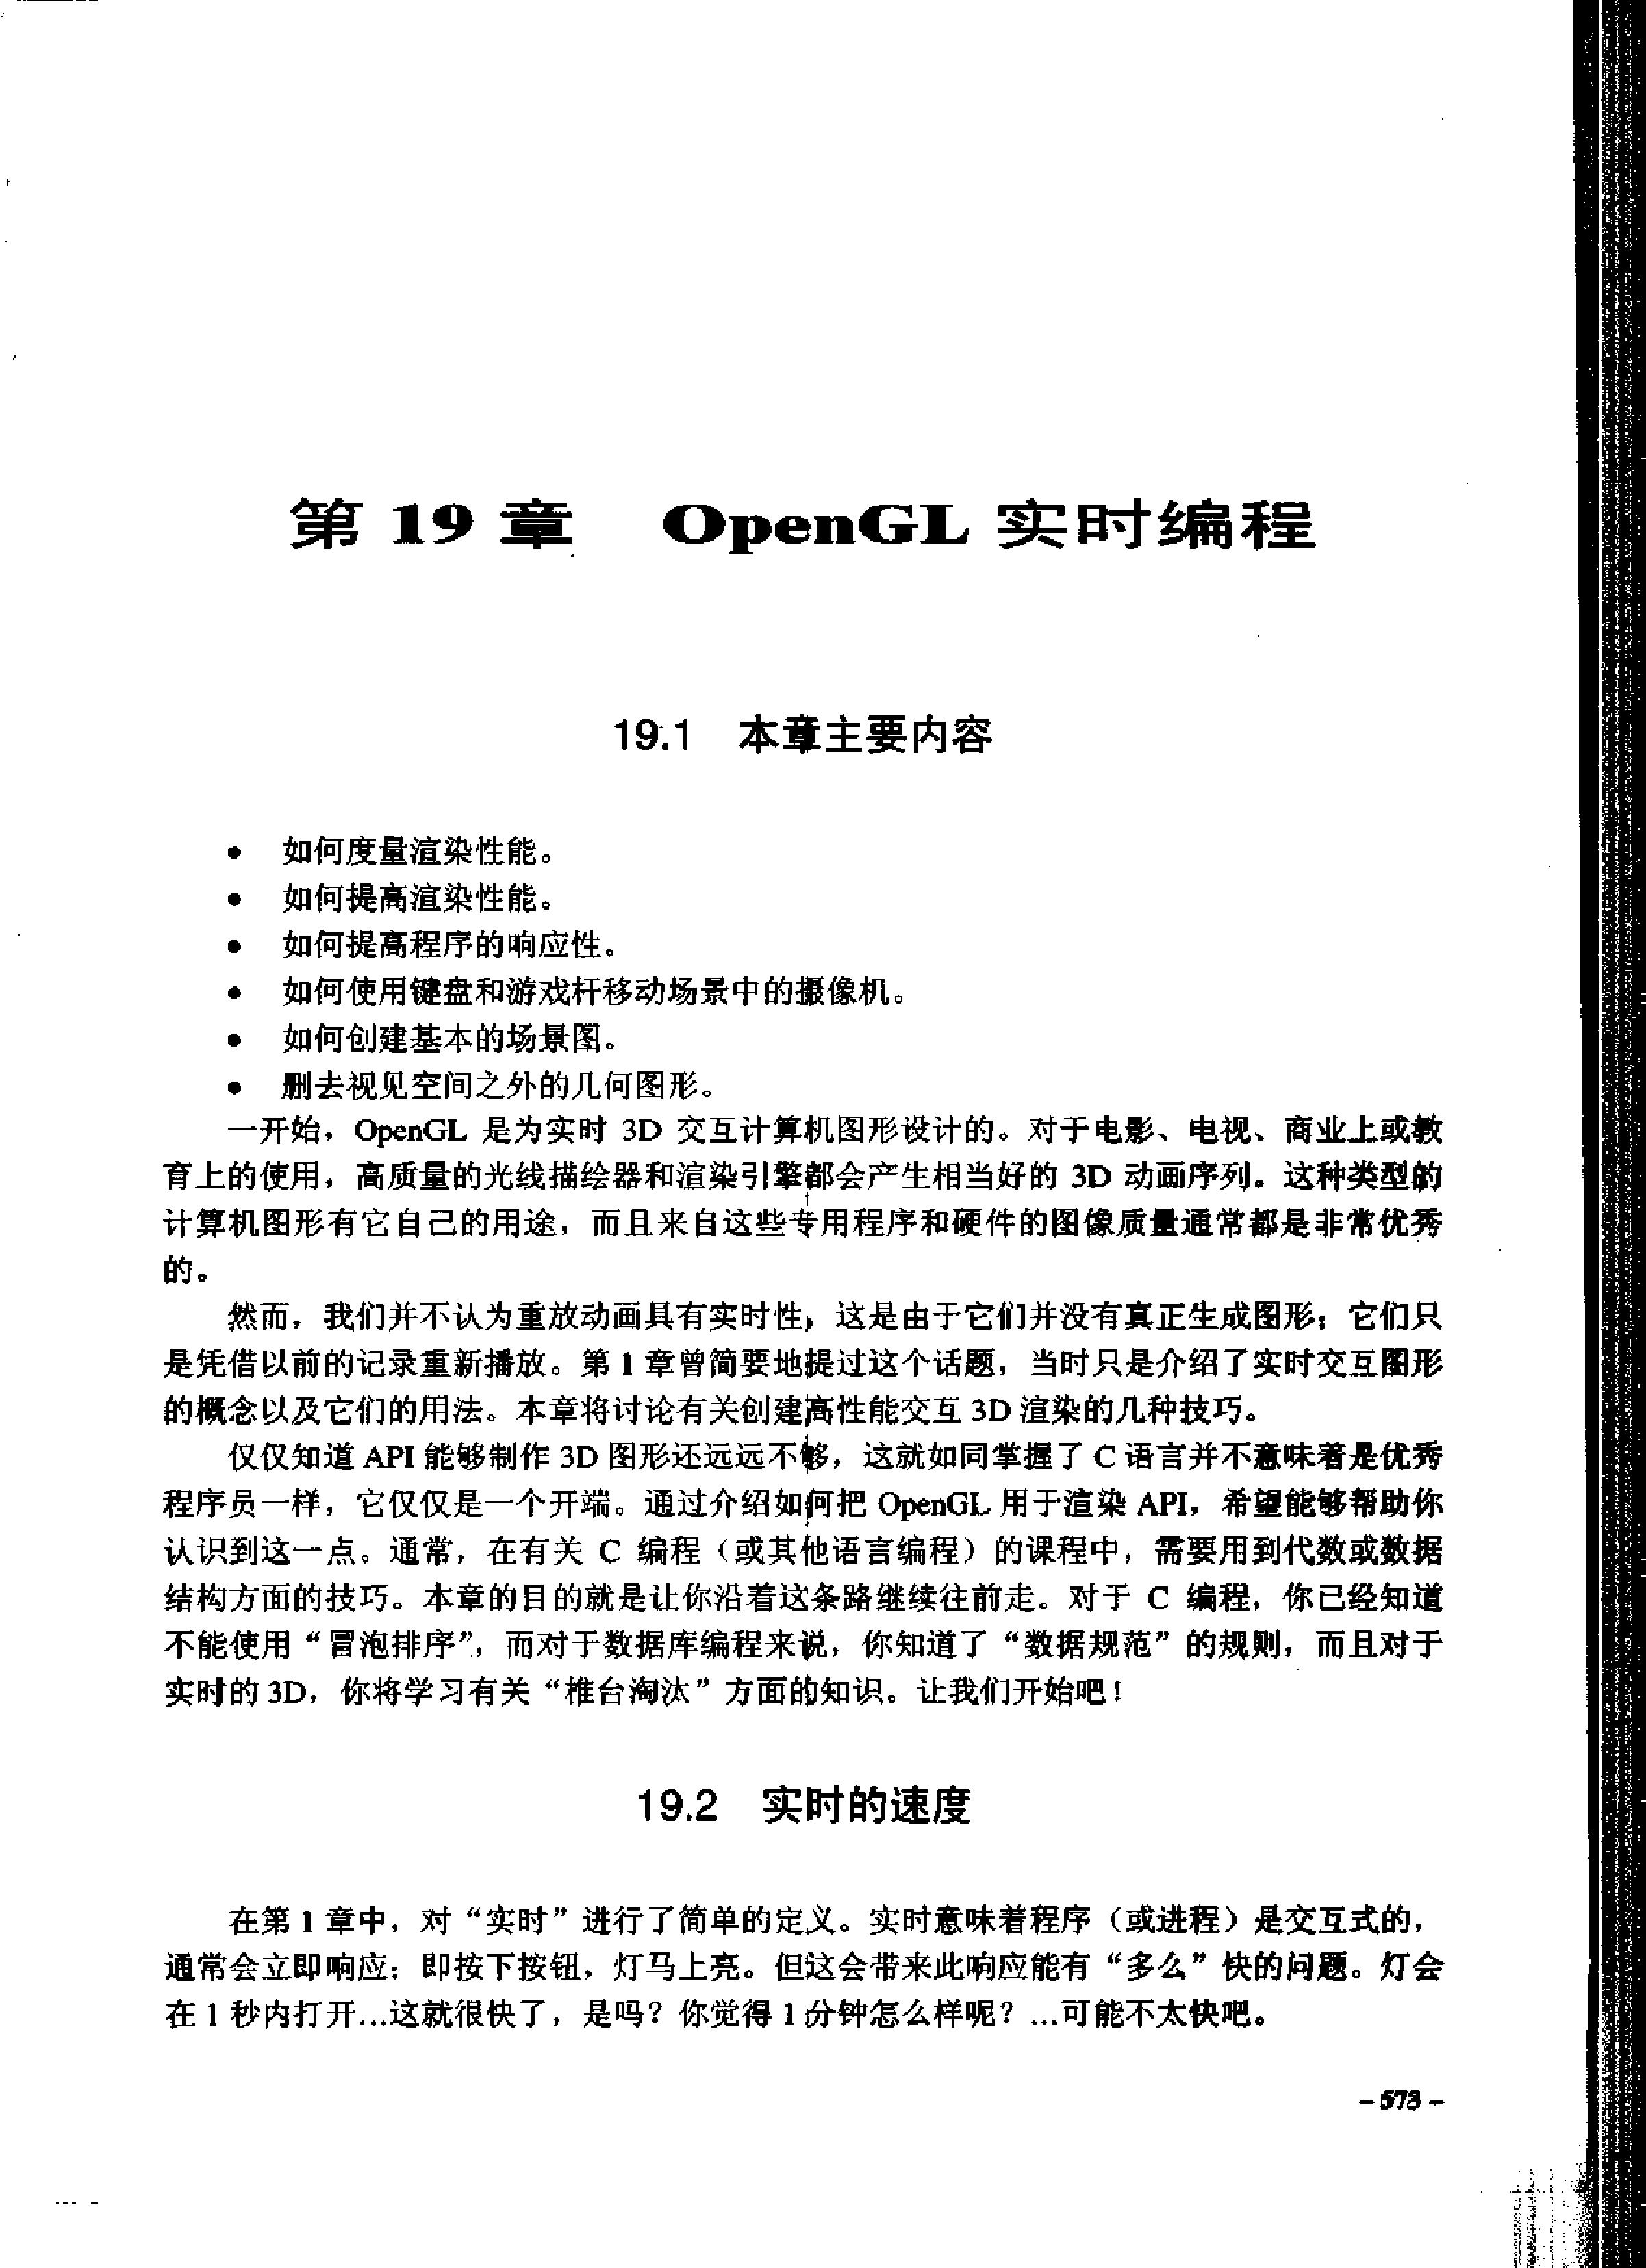 第 19 章 OpenGL 实时编程
19.1 本章主要内容
● 如何度量渲染性能。
● 如何提高渲染性能。
● 如何提高程序的响应性。
● 如何使用键盘和游戏杆移动场景中的摄像机。
● 如何创建基本的场景图。
● 删去视见空间之外的几何图形。
一开始，OpenGL 是为实时 3D 交互计算机图形设计的。对于电影、电视、商业上或教
育上的使用，高质量的光线描绘器和渲染引擎都会产生相当好的 3D 动画序列。这种类型的
计算机图形有它自己的用途，而且来自这些专用程序和硬件的图像质量通常都是非常优秀
的。
然而，我们并不认为重放动画具有实时性，这是由于它们并没有真正生成图形；它们只
是凭借以前的记录重新播放。第 1 章曾简要地提过这个话题，当时只是介绍了实时交互图形
的概念以及它们的用法。本章将讨论有关创建高性能交互 3D 渲染的几种技巧。
仅仅知道 API 能够制作 3D 图形还远远不够，这就如同掌握了 C 语言并不意味着是优秀
程序员一样，它仅仅是一个开端。通过介绍如何把 OpenGL 用于渲染 API，希望能够帮助你
认识到这一点。通常，在有关 C 编程（或其他语言编程）的课程中，需要用到代数或数据
结构方面的技巧。本章的目的就是让你沿着这条路继续往前走。对于 C 编程，你已经知道
不能使用“冒泡排序”，而对于数据库编程来说，你知道了“数据规范”的规则，而且对于
实时的 3D，你将学习有关“椎台淘汰”方面的知识。让我们开始吧！
19.2 实时的速度
在第 1 章中，对“实时”进行了简单的定义。实时意味着程序（或进程）是交互式的，
通常会立即响应；即按下按钮，灯马上亮。但这会带来此响应能有“多么”快的问题。灯会
在 1 秒内打开...这就很快了，是吗？你觉得 1 分钟怎么样呢？...可能不太快吧。
－573－